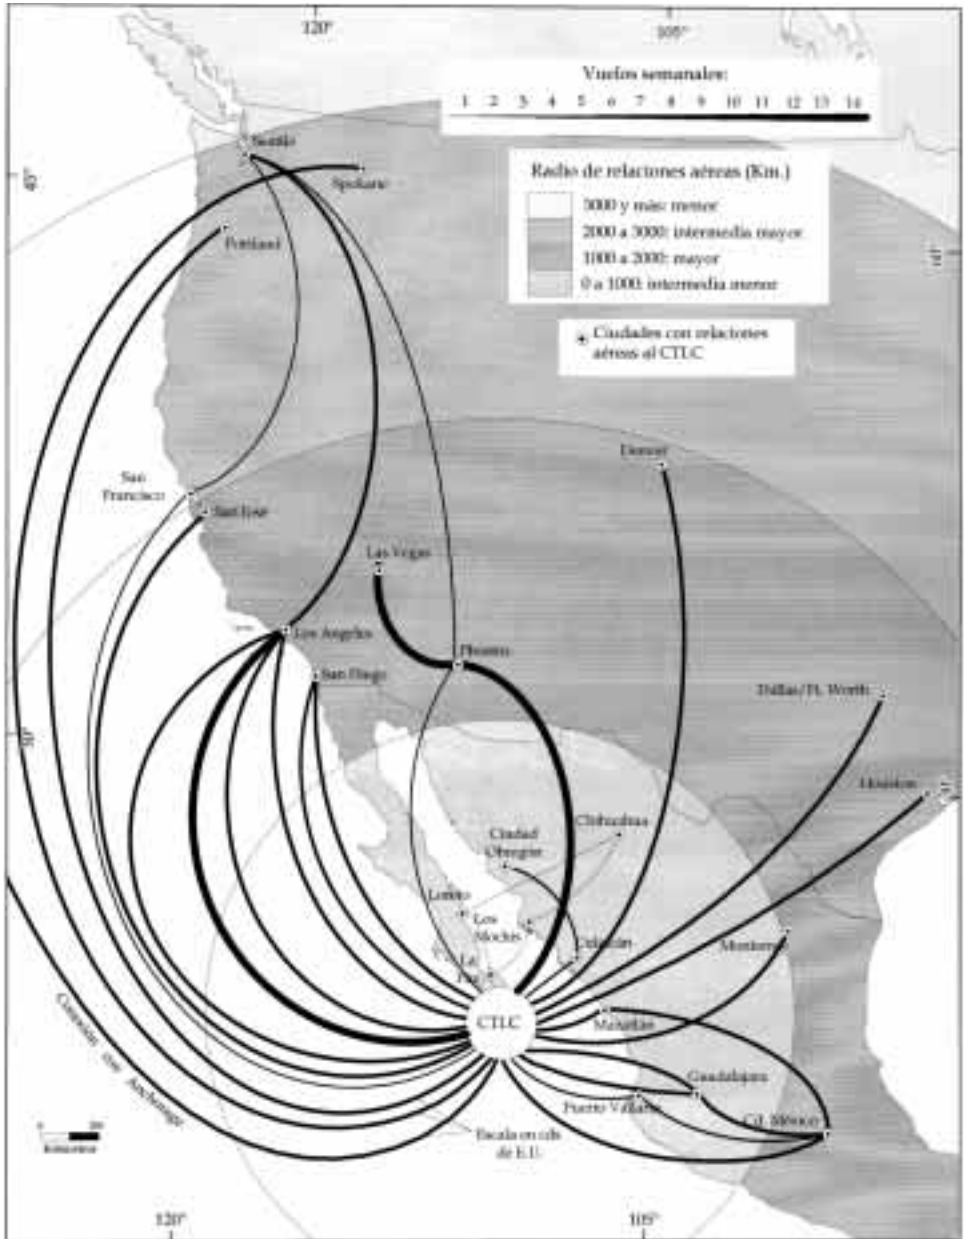 120°
105°
Vuelos semanales:
1 2 3 4 5 6 7 8 9 10 11 12 13 14
Radio de relaciones aéreas (Km.)
3000 y más: menor
2000 a 3000: intermedia mayor
1000 a 2000: mayor
0 a 1000: intermedia menor
Ciudades con relaciones
aéreas al CTLC
Seattle
Spokane
Portland
45°
San
Francisco
San José
Denver
Las Vegas
Los Angeles
Phoenix
San Diego
Dallas/Ft. Worth
30°
Houston
Chihuahua
Ciudad
Obregón
Loreto
Los
Mochis
Culiacán
Monterrey
La
Paz
CTLC
Mazatlán
Guadalajara
Puerto Vallarta
Cd. México
Conexión con Anchorage
Escala en cds.
de E.U.
0
Kilómetros
120°
105°